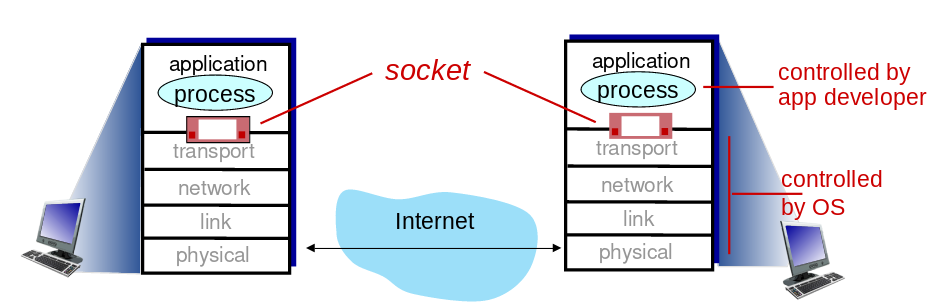 application
process
transport
network
link
physical
socket
Internet
application
process
transport
network
link
physical
controlled by
app developer
controlled
by OS